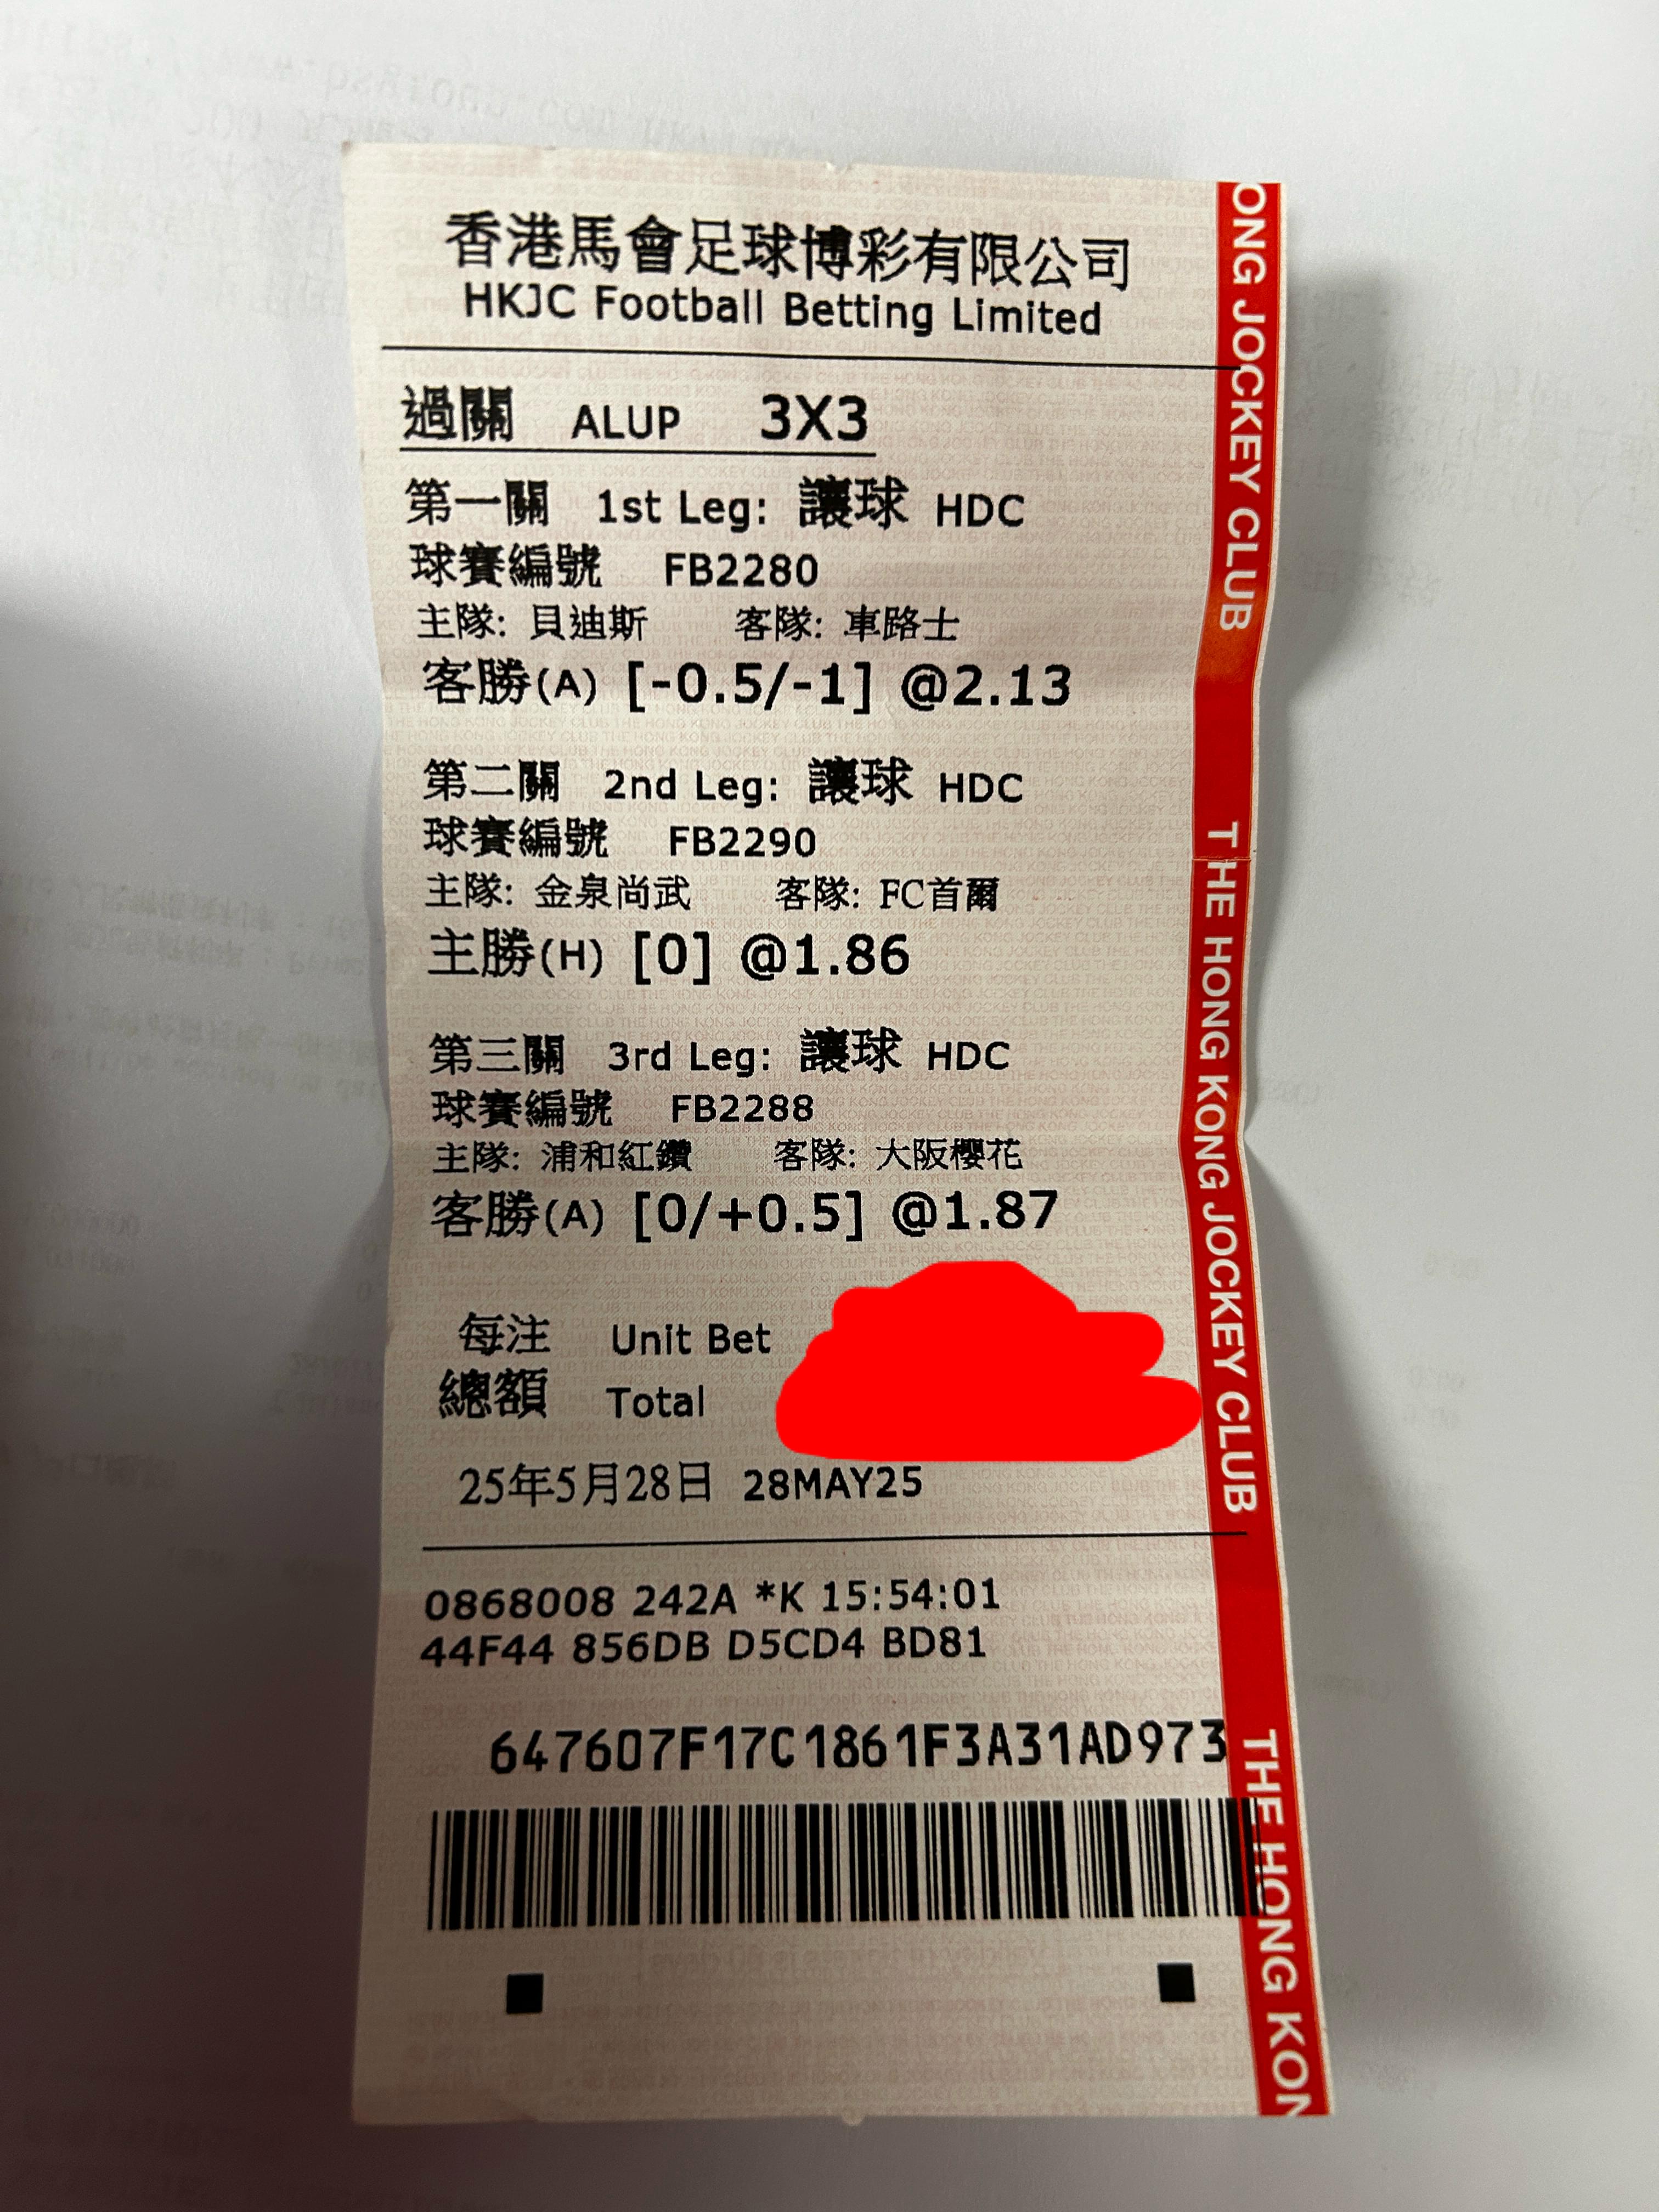 香港馬會足球博彩有限公司
HKJC Football Betting Limited
過關 ALUP 3X3
第一關 1st Leg: 讓球 HDC
球賽編號 FB2280
主隊: 貝迪斯 客隊: 車路士
客勝(A) [-0.5/-1] @2.13
第二關 2nd Leg: 讓球 HDC
球賽編號 FB2290
主隊: 金泉尚武 客隊: FC首爾
主勝(H) [0] @1.86
第三關 3rd Leg: 讓球 HDC
球賽編號 FB2288
主隊: 浦和紅鑽 客隊: 大阪櫻花
客勝(A) [0/+0.5] @1.87
每注 Unit Bet
總額 Total
25年5月28日 28MAY25
0868008 242A *K 15:54:01
44F44 856DB D5CD4 BD81
647607F17C1861F3A31AD973
ONG JOCKEY CLUB
THE HONG KONG JOCKEY CLUB
THE HONG KON